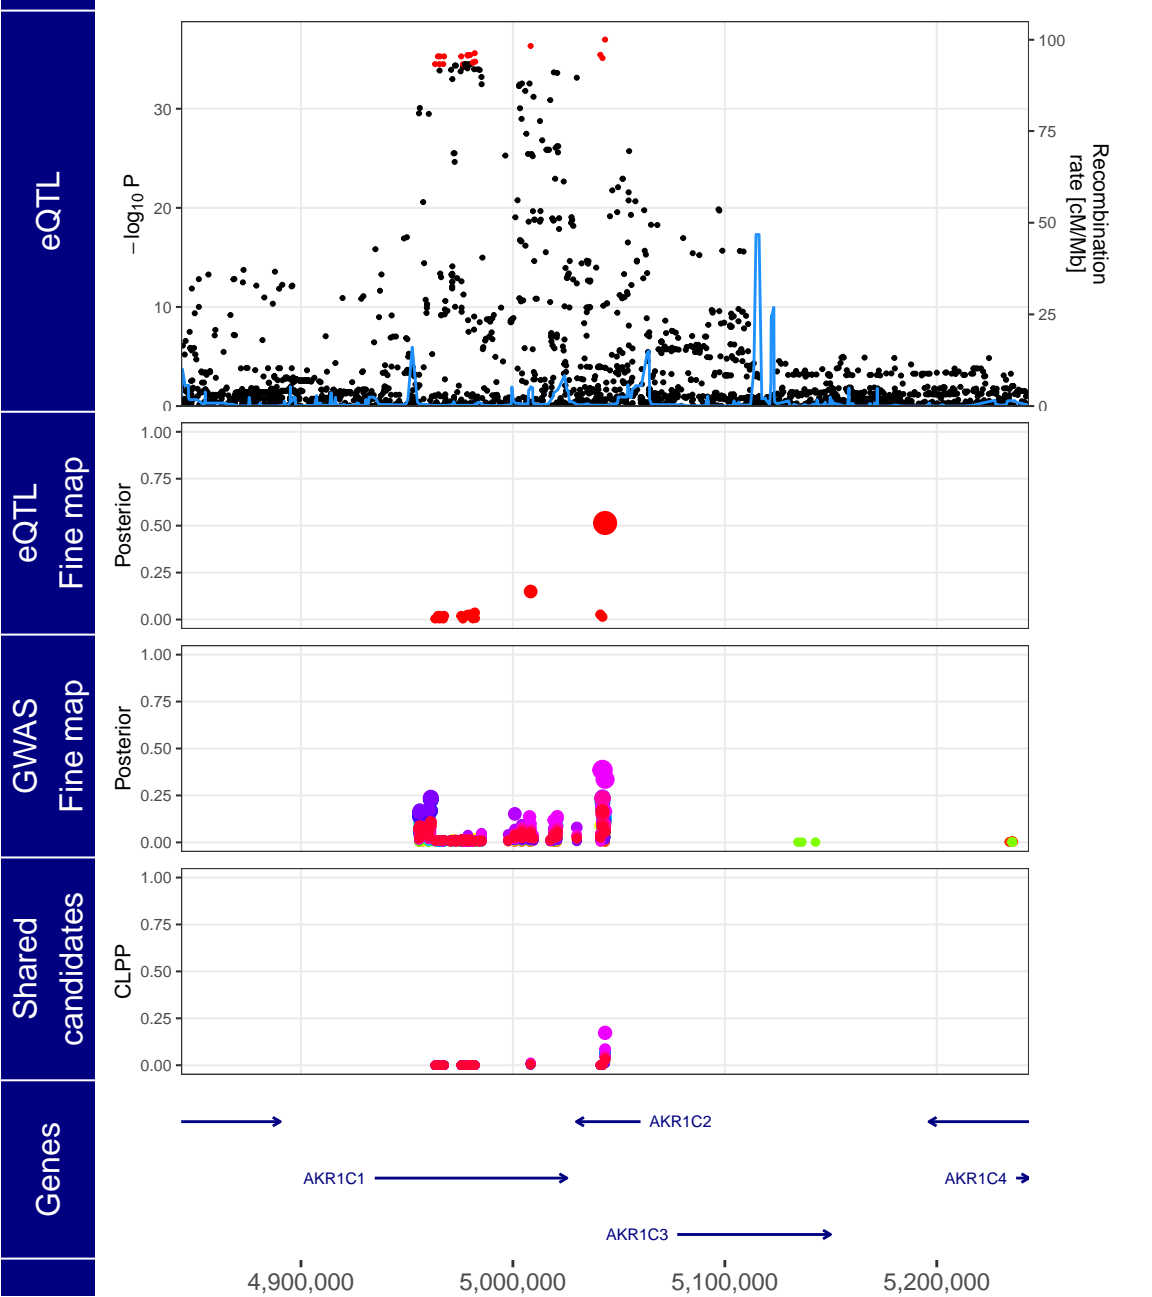 eQTL
−log10 P
0
10
20
30
0
25
50
75
100
Recombination
rate [cM/Mb]
eQTL
Fine map
Posterior
1.00
0.75
0.50
0.25
0.00
GWAS
Fine map
Posterior
1.00
0.75
0.50
0.25
0.00
Shared
candidates
CLPP
1.00
0.75
0.50
0.25
0.00
Genes
AKR1C2
AKR1C1
AKR1C4
AKR1C3
4,900,000
5,000,000
5,100,000
5,200,000